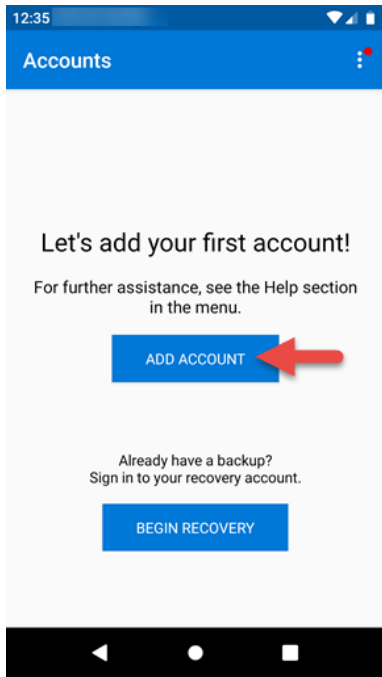 12:35
Accounts
Let's add your first account!
For further assistance, see the Help section
in the menu.
ADD ACCOUNT
Already have a backup?
Sign in to your recovery account.
BEGIN RECOVERY